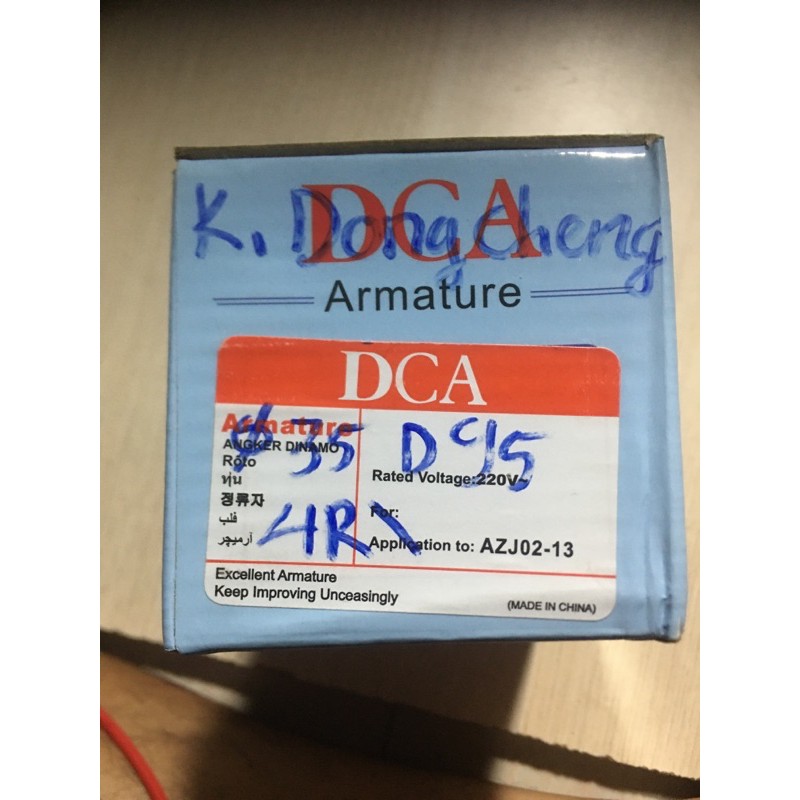 DCA
K. Dongcheng
Armature
DCA
Armature
ANGKER DINAMO
Rôto
ทุ่น
정류자
قلب
آرمیچر
Rated Voltage:220V~
For:
Application to: AZJ02-13
Excellent Armature
Keep Improving Unceasingly
(MADE IN CHINA)